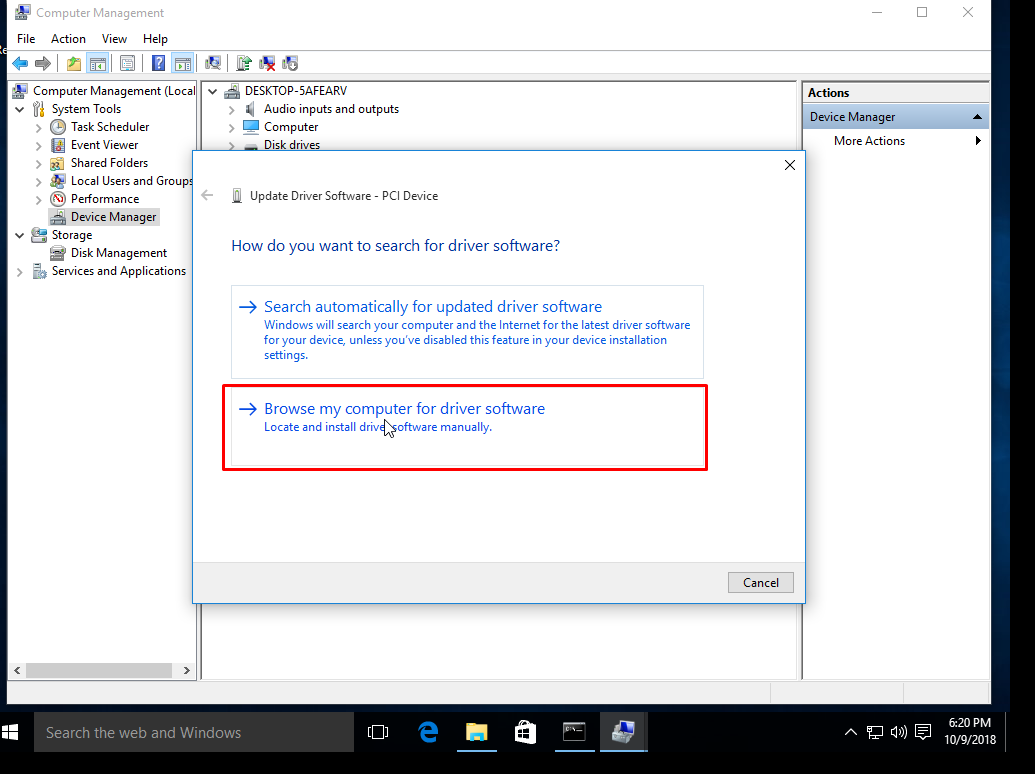 Computer Management
File Action View Help
Computer Management (Local
System Tools
Task Scheduler
Event Viewer
Shared Folders
Local Users and Groups
Performance
Device Manager
Storage
Disk Management
Services and Applications
DESKTOP-5AFEARV
Audio inputs and outputs
Computer
Disk drives
Actions
Device Manager
More Actions
Update Driver Software - PCI Device
How do you want to search for driver software?
Search automatically for updated driver software
Windows will search your computer and the Internet for the latest driver software
for your device, unless you've disabled this feature in your device installation
settings.
Browse my computer for driver software
Locate and install driver software manually.
Cancel
Search the web and Windows
6:20 PM
10/9/2018